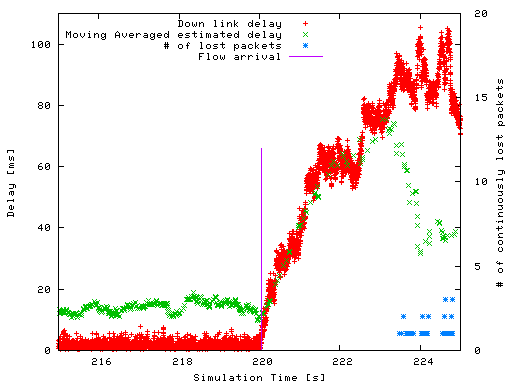 Down link delay
Moving Averaged estimated delay
# of lost packets
Flow arrival
Delay [ms]
# of continuously lost packets
100
80
60
40
20
0
20
15
10
5
0
216
218
220
222
224
Simulation Time [s]